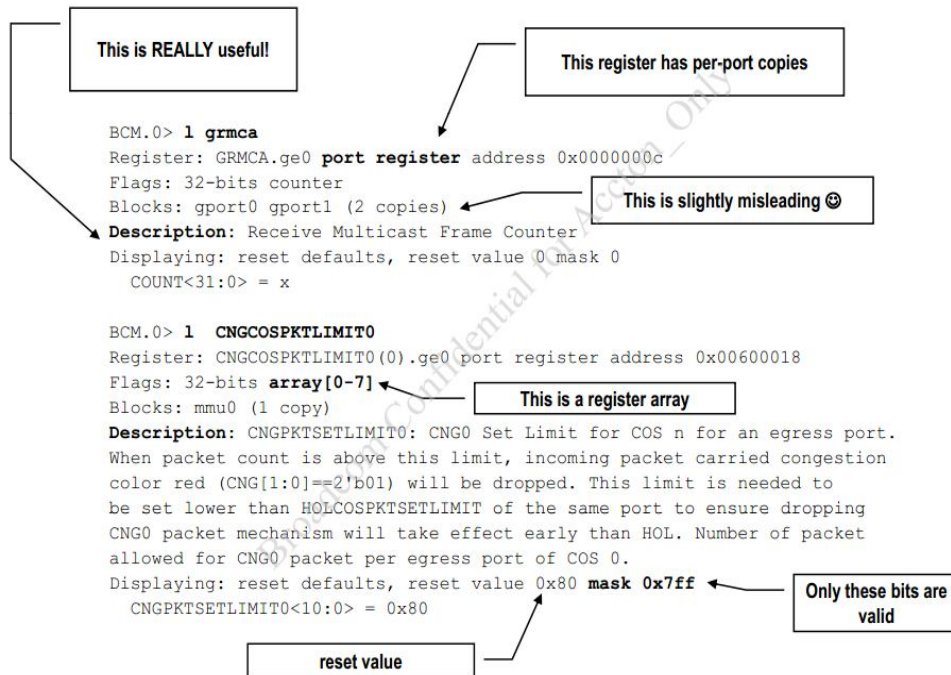 This is REALLY useful!
This register has per-port copies
BCM.0> l grmca
Register: GRMCA.ge0 port register address 0x0000000c
Flags: 32-bits counter
Blocks: gport0 gport1 (2 copies)
This is slightly misleading ☺
Description: Receive Multicast Frame Counter
Displaying: reset defaults, reset value 0 mask 0
COUNT<31:0> = x
BCM.0> l  CNGCOSPKTLIMIT0
Register: CNGCOSPKTLIMIT0(0).ge0 port register address 0x00600018
Flags: 32-bits array[0-7]
This is a register array
Blocks: mmu0 (1 copy)
Description: CNGPKTSETLIMIT0: CNG0 Set Limit for COS n for an egress port.
When packet count is above this limit, incoming packet carried congestion
color red (CNG[1:0]==2'b01) will be dropped. This limit is needed to
be set lower than HOLCOSPKTSETLIMIT of the same port to ensure dropping
CNG0 packet mechanism will take effect early than HOL. Number of packet
allowed for CNG0 packet per egress port of COS 0.
Displaying: reset defaults, reset value 0x80 mask 0x7ff
CNGPKTSETLIMIT0<10:0> = 0x80
Only these bits are
valid
reset value
Broadcom Confidential for Accton_Only